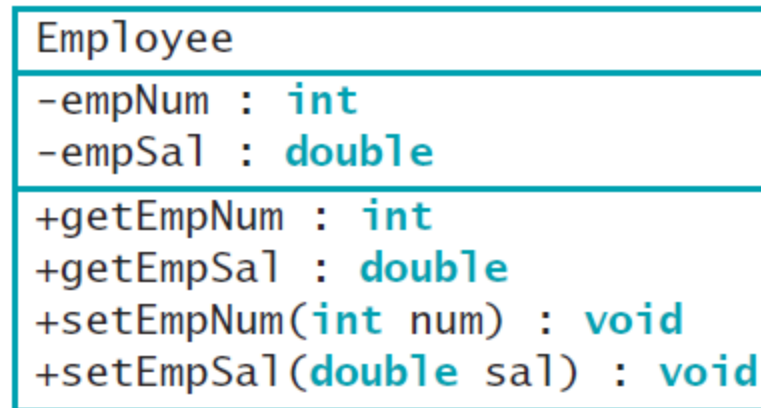 Employee
-empNum : int
-empSal : double
+getEmpNum : int
+getEmpSal : double
+setEmpNum(int num) : void
+setEmpSal(double sal) : void